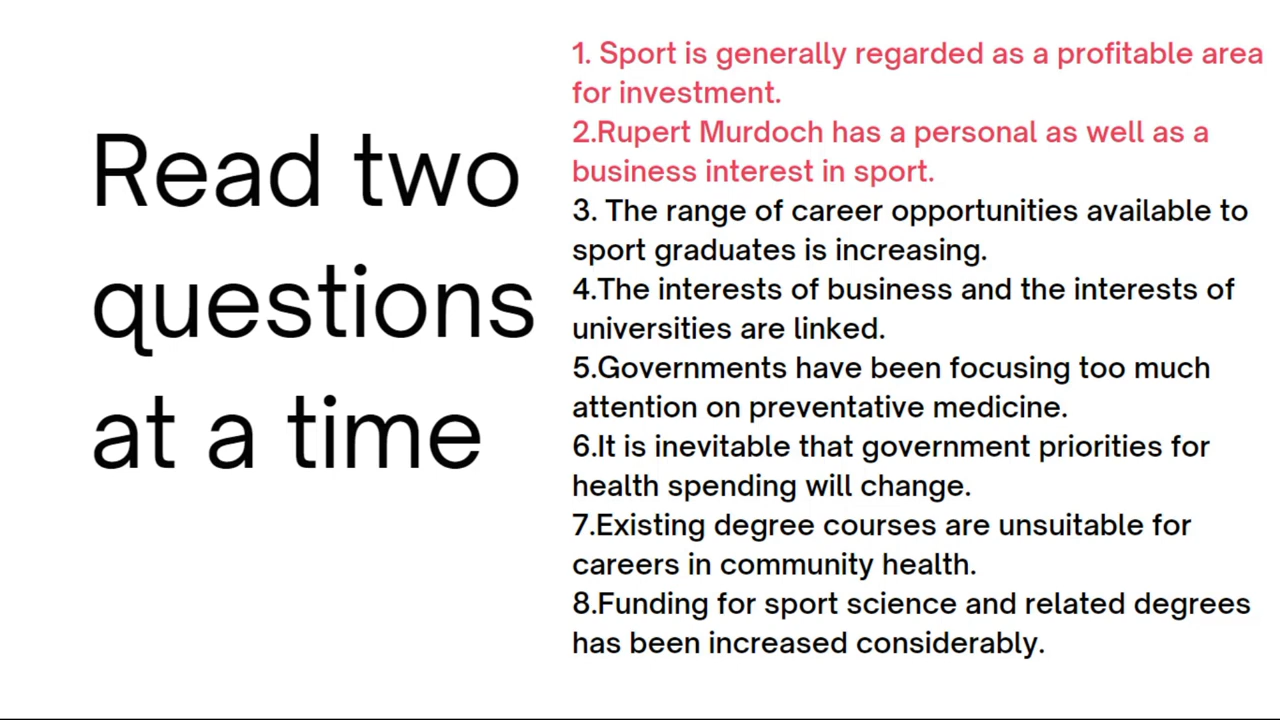 Read two
questions
at a time
1. Sport is generally regarded as a profitable area
for investment.
2.Rupert Murdoch has a personal as well as a
business interest in sport.
3. The range of career opportunities available to
sport graduates is increasing.
4.The interests of business and the interests of
universities are linked.
5.Governments have been focusing too much
attention on preventative medicine.
6.It is inevitable that government priorities for
health spending will change.
7.Existing degree courses are unsuitable for
careers in community health.
8.Funding for sport science and related degrees
has been increased considerably.